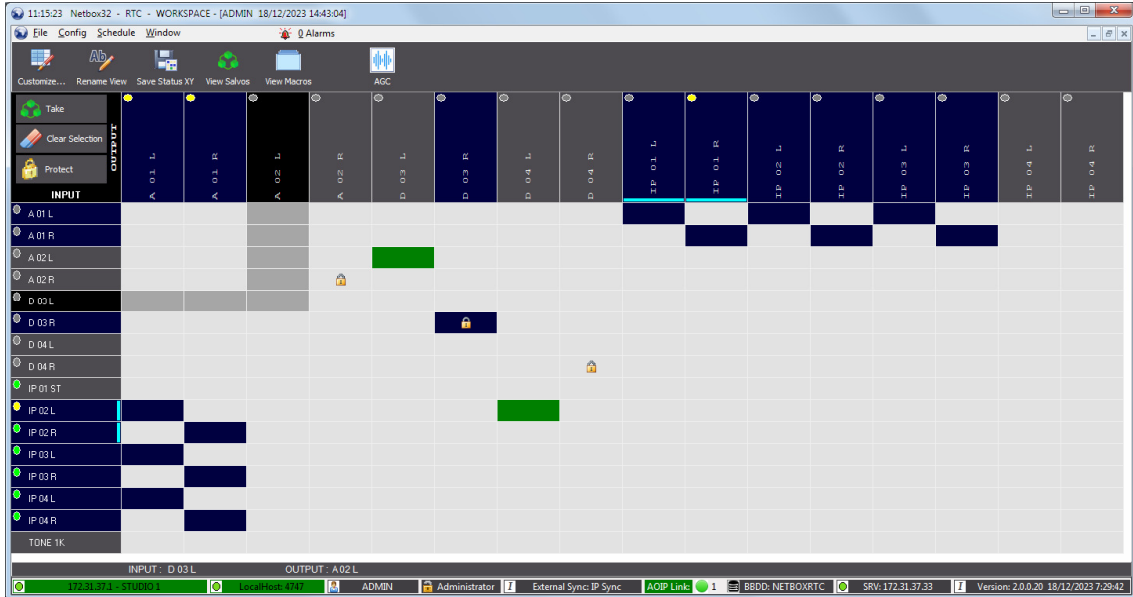 11:15:23 Netbox32 - RTC - WORKSPACE - [ADMIN 18/12/2023 14:43:04]
File Config Schedule Window 0 Alarms
Customize... Rename View Save Status XY View Salvos View Macros AGC
Take
Clear Selection
Protect
OUTPUT
INPUT
A 01 L
A 01 R
A 02 L
A 02 R
D 03 L
D 03 R
D 04 L
D 04 R
IP 01 L
IP 01 R
IP 02 L
IP 02 R
IP 03 L
IP 03 R
IP 04 L
IP 04 R
A 01 L
A 01 R
A 02 L
A 02 R
D 03 L
D 03 R
D 04 L
D 04 R
IP 01 ST
IP 02 L
IP 02 R
IP 03 L
IP 03 R
IP 04 L
IP 04 R
TONE 1K
INPUT : D 03 L OUTPUT : A 02 L
172.31.37.1 - STUDIO 1 LocalHost: 4747 ADMIN Administrator I External Sync: IP Sync AOIP Link: 1 BBDD: NETBOXRTC SRV: 172.31.37.33 I Version: 2.0.0.20 18/12/2023 7:29:42